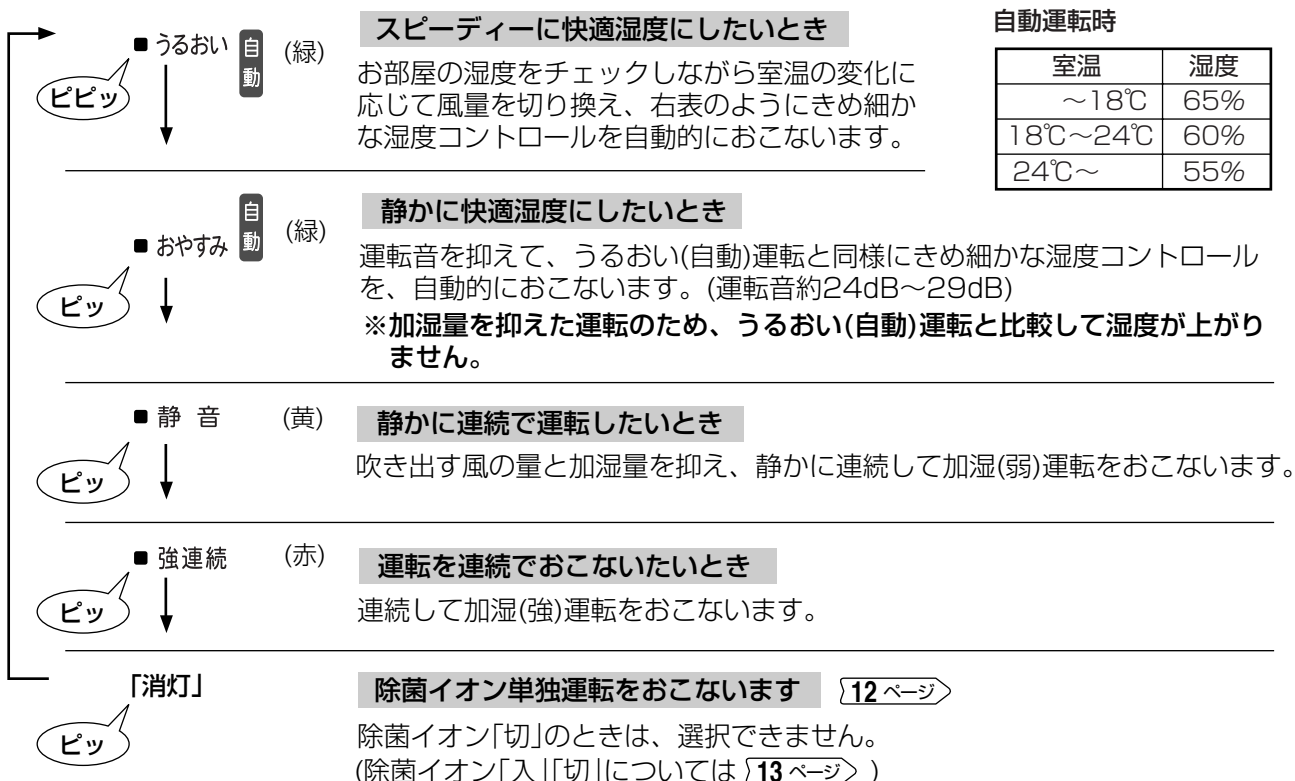 ■うるおい 自動 (緑)
ピピッ
スピーディーに快適湿度にしたいとき
お部屋の湿度をチェックしながら室温の変化に
応じて風量を切り換え、右表のようにきめ細か
な湿度コントロールを自動的におこないます。
自動運転時
室温 湿度
～18℃ 65%
18℃～24℃ 60%
24℃～ 55%
■おやすみ 自動 (緑)
ピッ
静かに快適湿度にしたいとき
運転音を抑えて、うるおい(自動)運転と同様にきめ細かな湿度コントロール
を、自動的におこないます。(運転音約24dB～29dB)
※加湿量を抑えた運転のため、うるおい(自動)運転と比較して湿度が上がり
ません。
■静 音 (黄)
ピッ
静かに連続で運転したいとき
吹き出す風の量と加湿量を抑え、静かに連続して加湿(弱)運転をおこないます。
■強連続 (赤)
ピッ
運転を連続でおこないたいとき
連続して加湿(強)運転をおこないます。
「消灯」
ピッ
除菌イオン単独運転をおこないます 12ページ
除菌イオン「切」のときは、選択できません。
(除菌イオン「入」「切」については 13ページ )